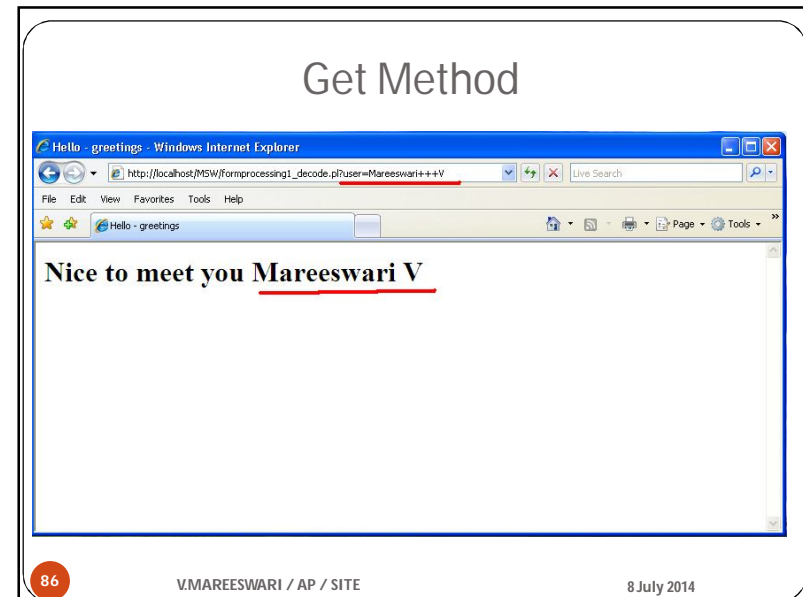 Get Method
Hello - greetings - Windows Internet Explorer
http://localhost/MSW/formprocessing1_decode.pl?user=Mareeswari+++V
Live Search
File Edit View Favorites Tools Help
Hello - greetings
Page
Tools
Nice to meet you Mareeswari V
86
V.MAREESWARI / AP / SITE
8 July 2014